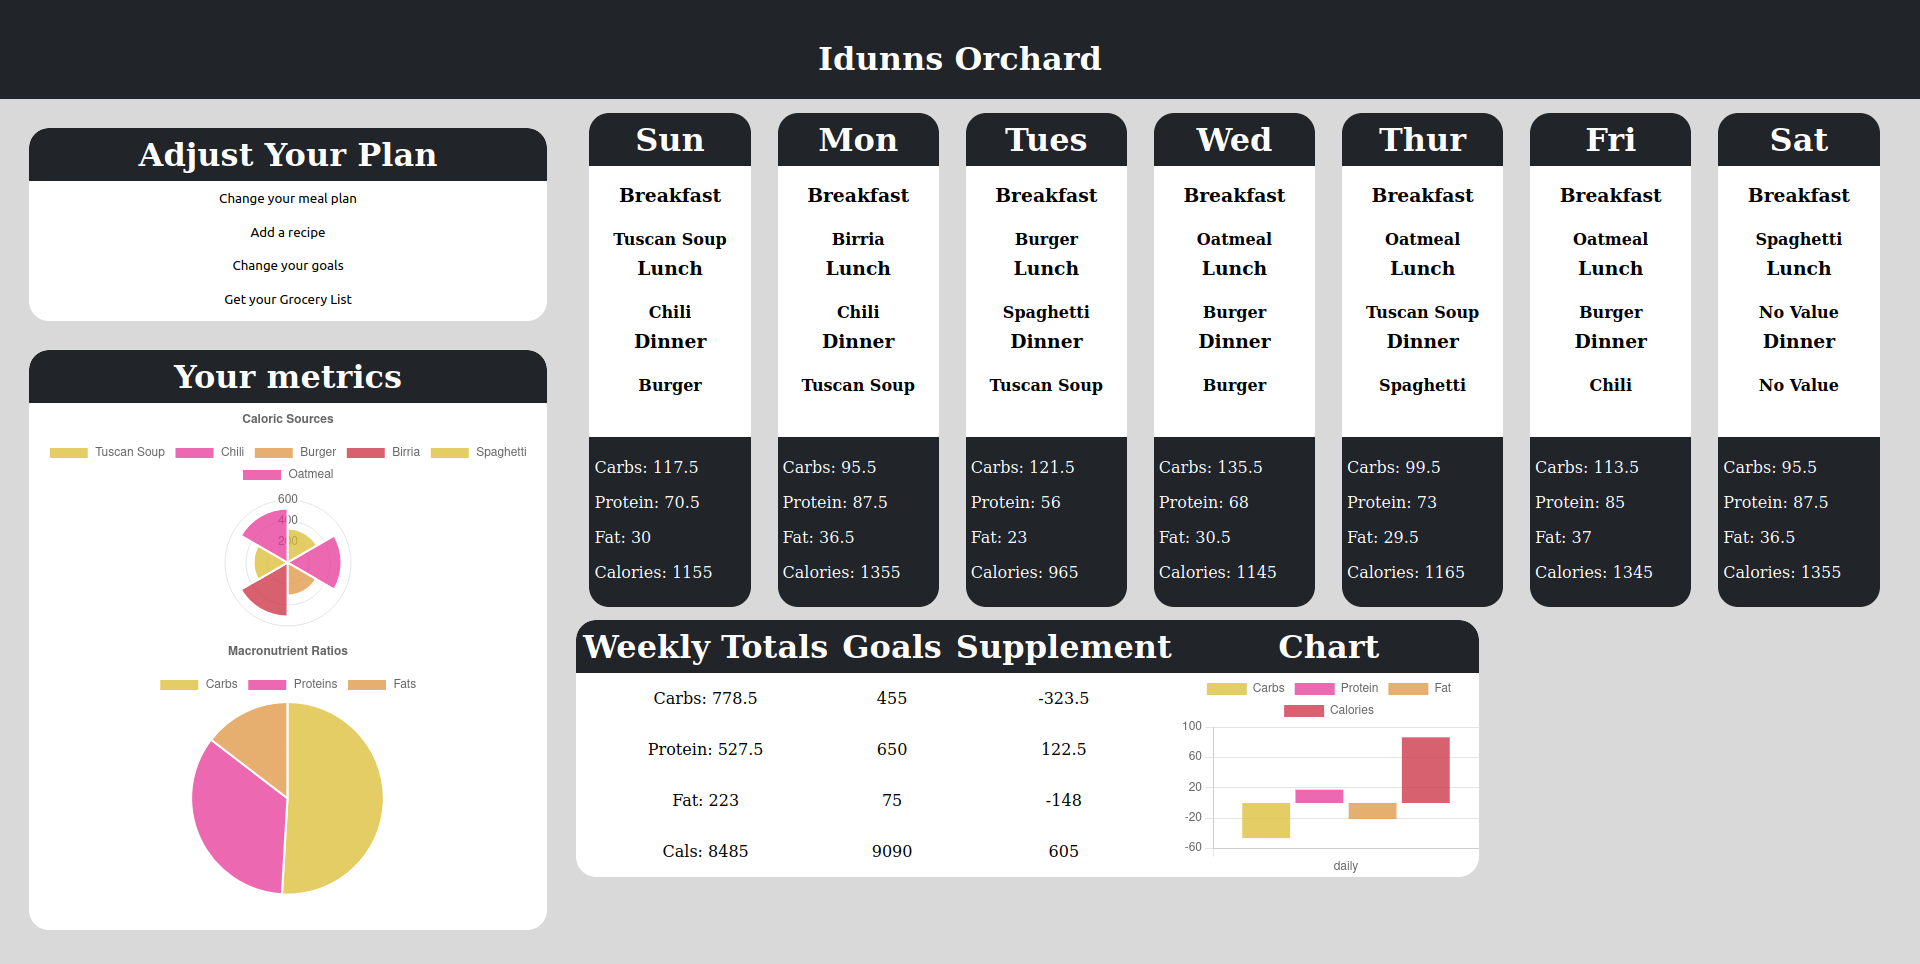 Idunns Orchard
Adjust Your Plan
Change your meal plan
Add a recipe
Change your goals
Get your Grocery List
Your metrics
Caloric Sources
Tuscan Soup Chili Burger Birria Spaghetti
Oatmeal
600
400
200
Macronutrient Ratios
Carbs Proteins Fats
Sun
Breakfast
Tuscan Soup
Lunch
Chili
Dinner
Burger
Carbs: 117.5
Protein: 70.5
Fat: 30
Calories: 1155
Mon
Breakfast
Birria
Lunch
Chili
Dinner
Tuscan Soup
Carbs: 95.5
Protein: 87.5
Fat: 36.5
Calories: 1355
Tues
Breakfast
Burger
Lunch
Spaghetti
Dinner
Tuscan Soup
Carbs: 121.5
Protein: 56
Fat: 23
Calories: 965
Wed
Breakfast
Oatmeal
Lunch
Burger
Dinner
Burger
Carbs: 135.5
Protein: 68
Fat: 30.5
Calories: 1145
Thur
Breakfast
Oatmeal
Lunch
Tuscan Soup
Dinner
Spaghetti
Carbs: 99.5
Protein: 73
Fat: 29.5
Calories: 1165
Fri
Breakfast
Oatmeal
Lunch
Burger
Dinner
Chili
Carbs: 113.5
Protein: 85
Fat: 37
Calories: 1345
Sat
Breakfast
Spaghetti
Lunch
No Value
Dinner
No Value
Carbs: 95.5
Protein: 87.5
Fat: 36.5
Calories: 1355
Weekly Totals Goals Supplement Chart
Carbs: 778.5 455 -323.5
Protein: 527.5 650 122.5
Fat: 223 75 -148
Cals: 8485 9090 605
Carbs Protein Fat
Calories
100
60
20
-20
-60
daily